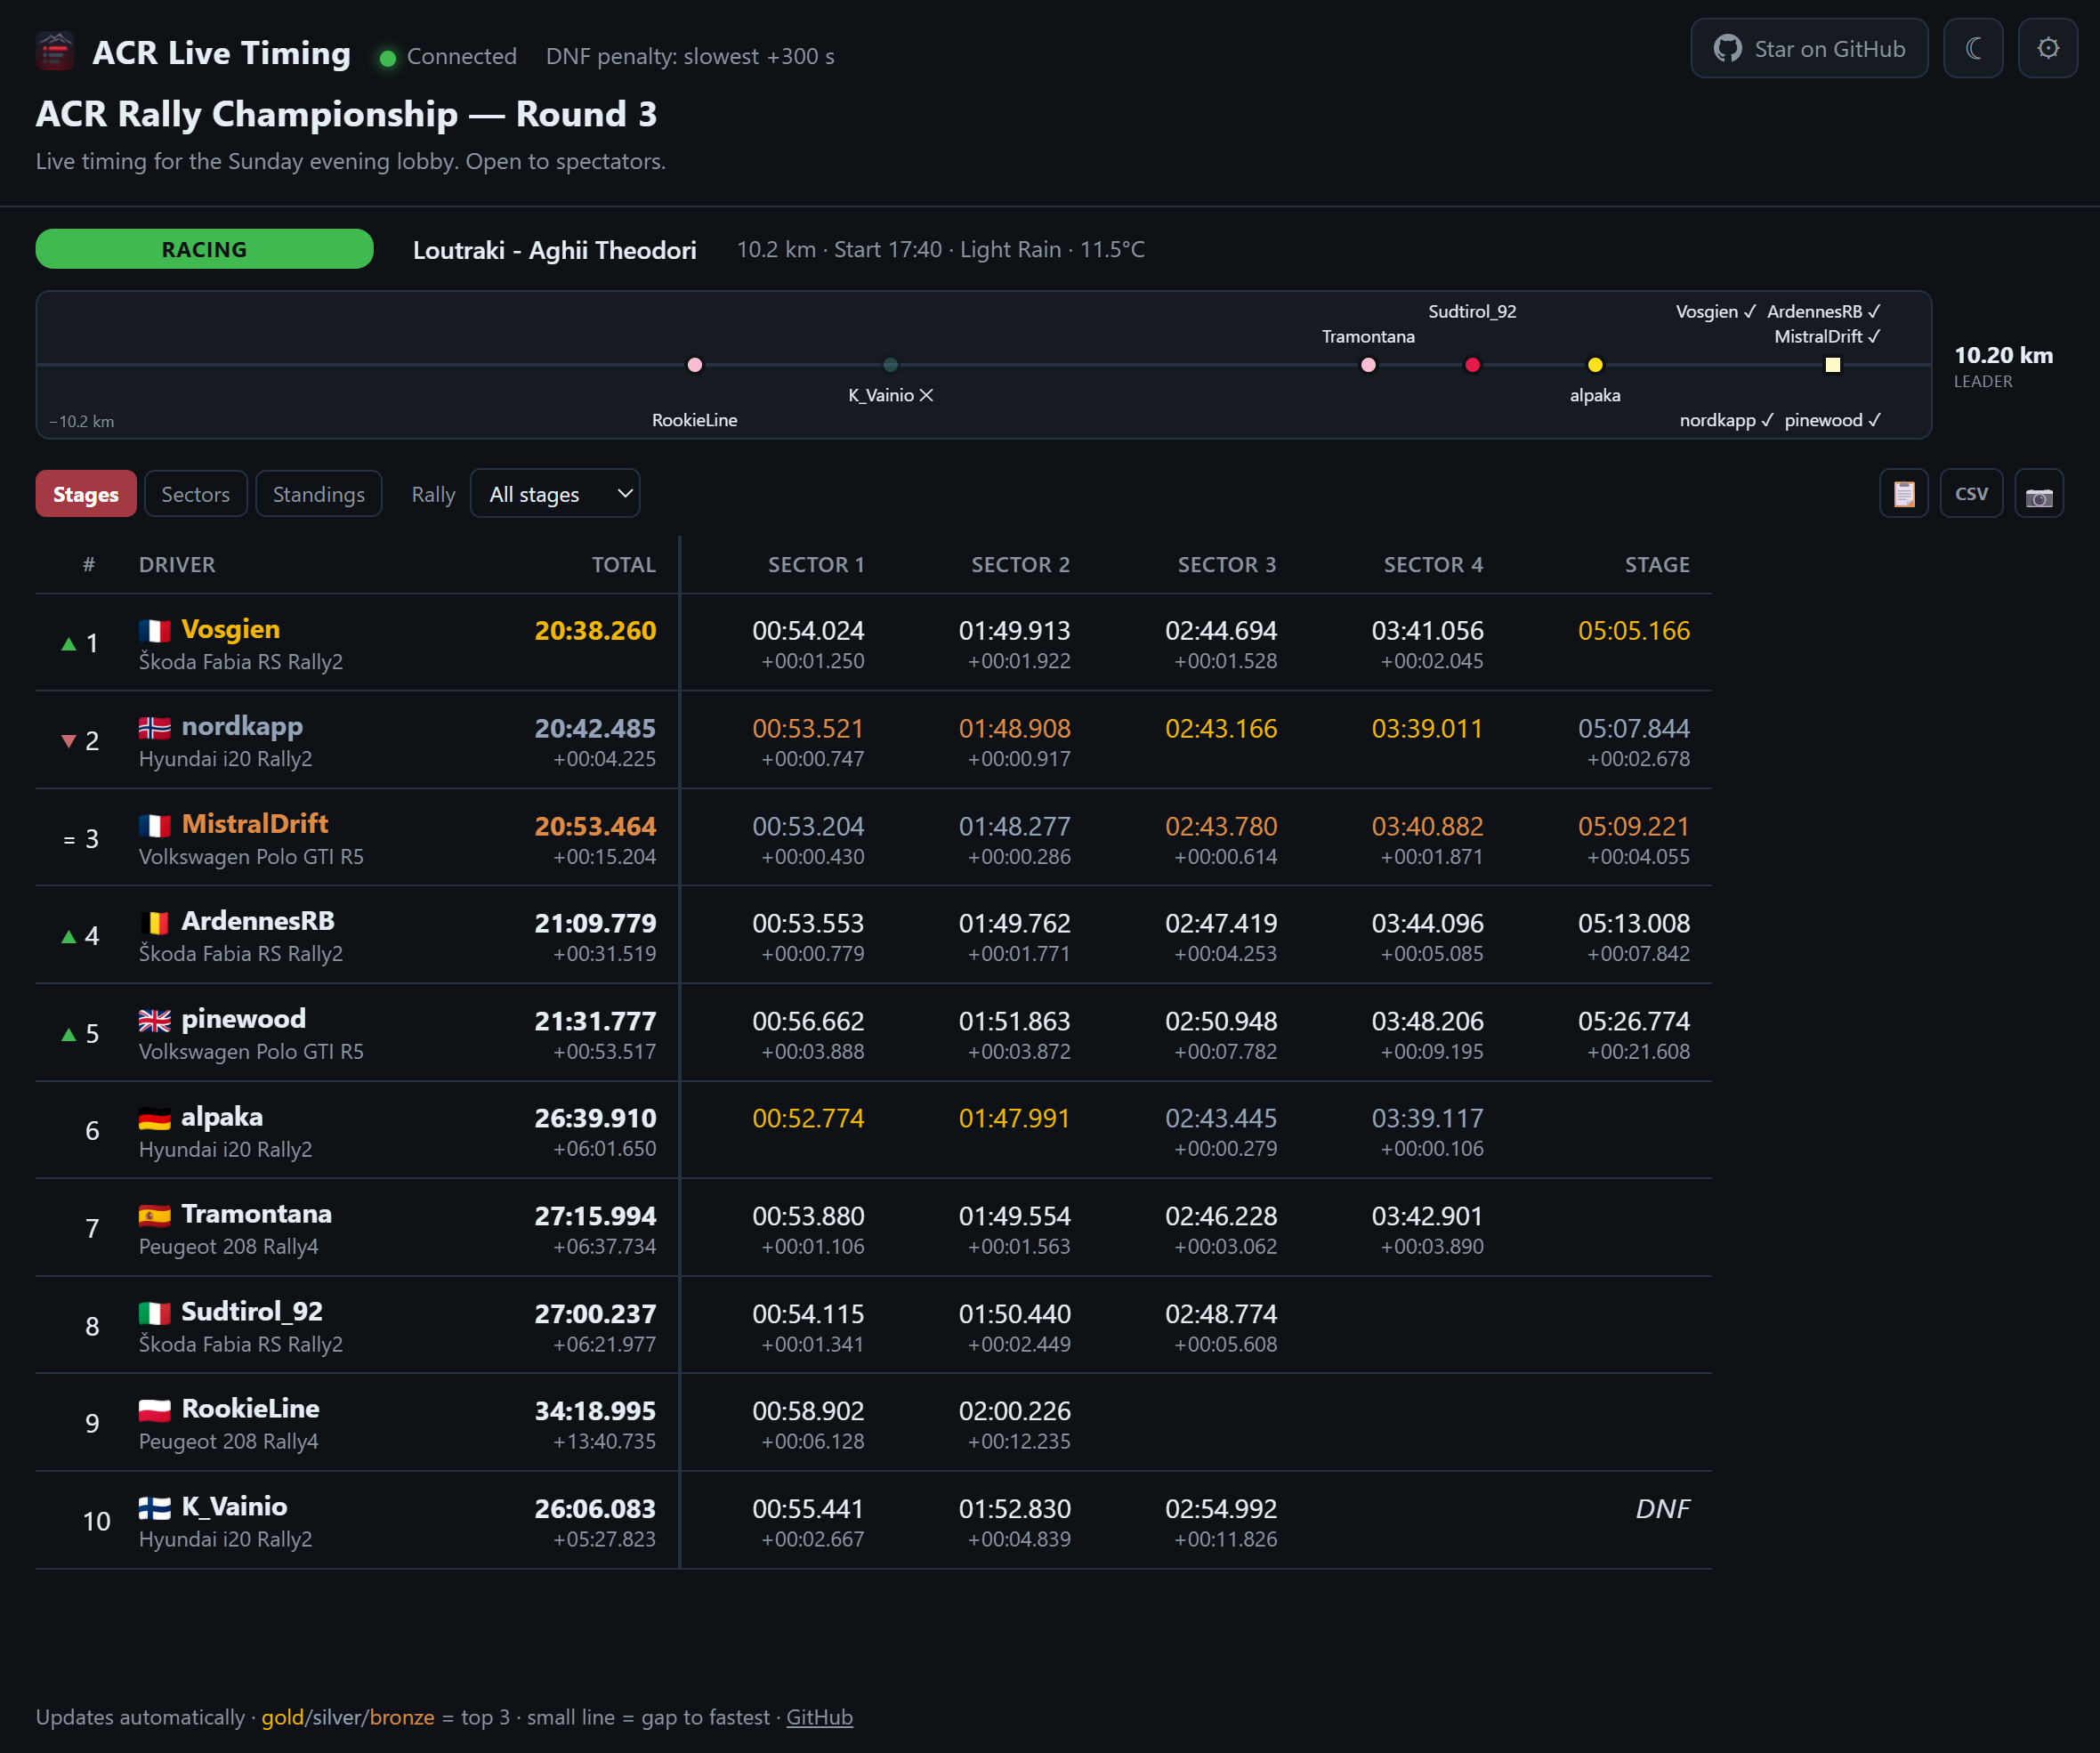 ACR Live Timing Connected DNF penalty: slowest +300 s Star on GitHub
ACR Rally Championship — Round 3
Live timing for the Sunday evening lobby. Open to spectators.
RACING Loutraki - Aghii Theodori 10.2 km · Start 17:40 · Light Rain · 11.5°C
Sudtirol_92 Vosgien ✓ ArdennesRB ✓
Tramontana MistralDrift ✓
10.20 km
LEADER
K_Vainio ✕ alpaka
−10.2 km RookieLine nordkapp ✓ pinewood ✓
Stages Sectors Standings Rally All stages CSV
# DRIVER TOTAL SECTOR 1 SECTOR 2 SECTOR 3 SECTOR 4 STAGE
▲ 1 Vosgien 20:38.260 00:54.024 01:49.913 02:44.694 03:41.056 05:05.166
Škoda Fabia RS Rally2 +00:01.250 +00:01.922 +00:01.528 +00:02.045
▼ 2 nordkapp 20:42.485 00:53.521 01:48.908 02:43.166 03:39.011 05:07.844
Hyundai i20 Rally2 +00:04.225 +00:00.747 +00:00.917 +00:02.678
= 3 MistralDrift 20:53.464 00:53.204 01:48.277 02:43.780 03:40.882 05:09.221
Volkswagen Polo GTI R5 +00:15.204 +00:00.430 +00:00.286 +00:00.614 +00:01.871 +00:04.055
▲ 4 ArdennesRB 21:09.779 00:53.553 01:49.762 02:47.419 03:44.096 05:13.008
Škoda Fabia RS Rally2 +00:31.519 +00:00.779 +00:01.771 +00:04.253 +00:05.085 +00:07.842
▲ 5 pinewood 21:31.777 00:56.662 01:51.863 02:50.948 03:48.206 05:26.774
Volkswagen Polo GTI R5 +00:53.517 +00:03.888 +00:03.872 +00:07.782 +00:09.195 +00:21.608
6 alpaka 26:39.910 00:52.774 01:47.991 02:43.445 03:39.117
Hyundai i20 Rally2 +06:01.650 +00:00.279 +00:00.106
7 Tramontana 27:15.994 00:53.880 01:49.554 02:46.228 03:42.901
Peugeot 208 Rally4 +06:37.734 +00:01.106 +00:01.563 +00:03.062 +00:03.890
8 Sudtirol_92 27:00.237 00:54.115 01:50.440 02:48.774
Škoda Fabia RS Rally2 +06:21.977 +00:01.341 +00:02.449 +00:05.608
9 RookieLine 34:18.995 00:58.902 02:00.226
Peugeot 208 Rally4 +13:40.735 +00:06.128 +00:12.235
10 K_Vainio 26:06.083 00:55.441 01:52.830 02:54.992 DNF
Hyundai i20 Rally2 +05:27.823 +00:02.667 +00:04.839 +00:11.826
Updates automatically · gold/silver/bronze = top 3 · small line = gap to fastest · GitHub